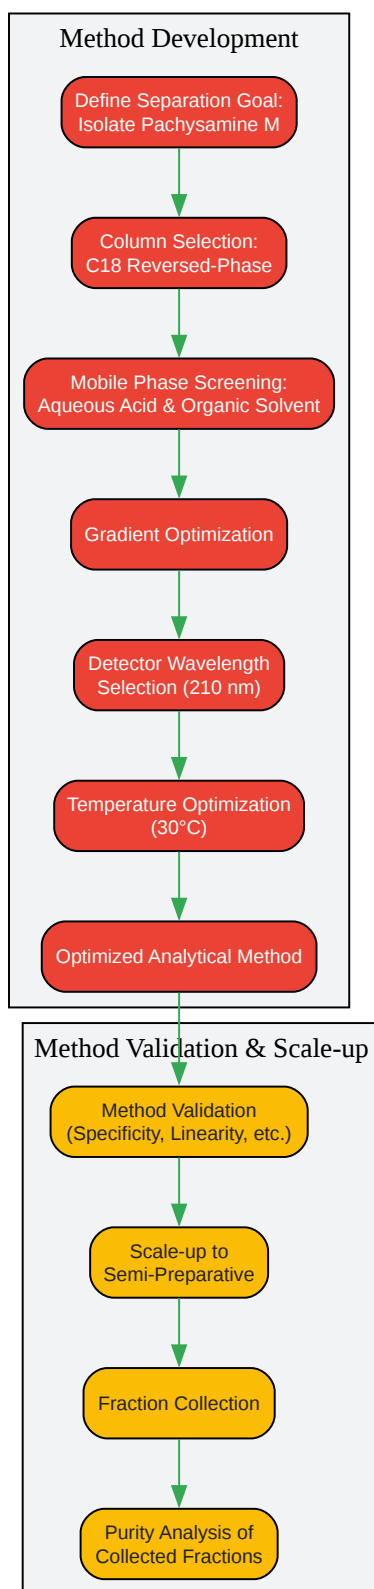 Method Development
Define Separation Goal:
Isolate Pachysamine M
Column Selection:
C18 Reversed-Phase
Mobile Phase Screening:
Aqueous Acid & Organic Solvent
Gradient Optimization
Detector Wavelength
Selection (210 nm)
Temperature Optimization
(30°C)
Optimized Analytical Method
Method Validation & Scale-up
Method Validation
(Specificity, Linearity, etc.)
Scale-up to
Semi-Preparative
Fraction Collection
Purity Analysis of
Collected Fractions